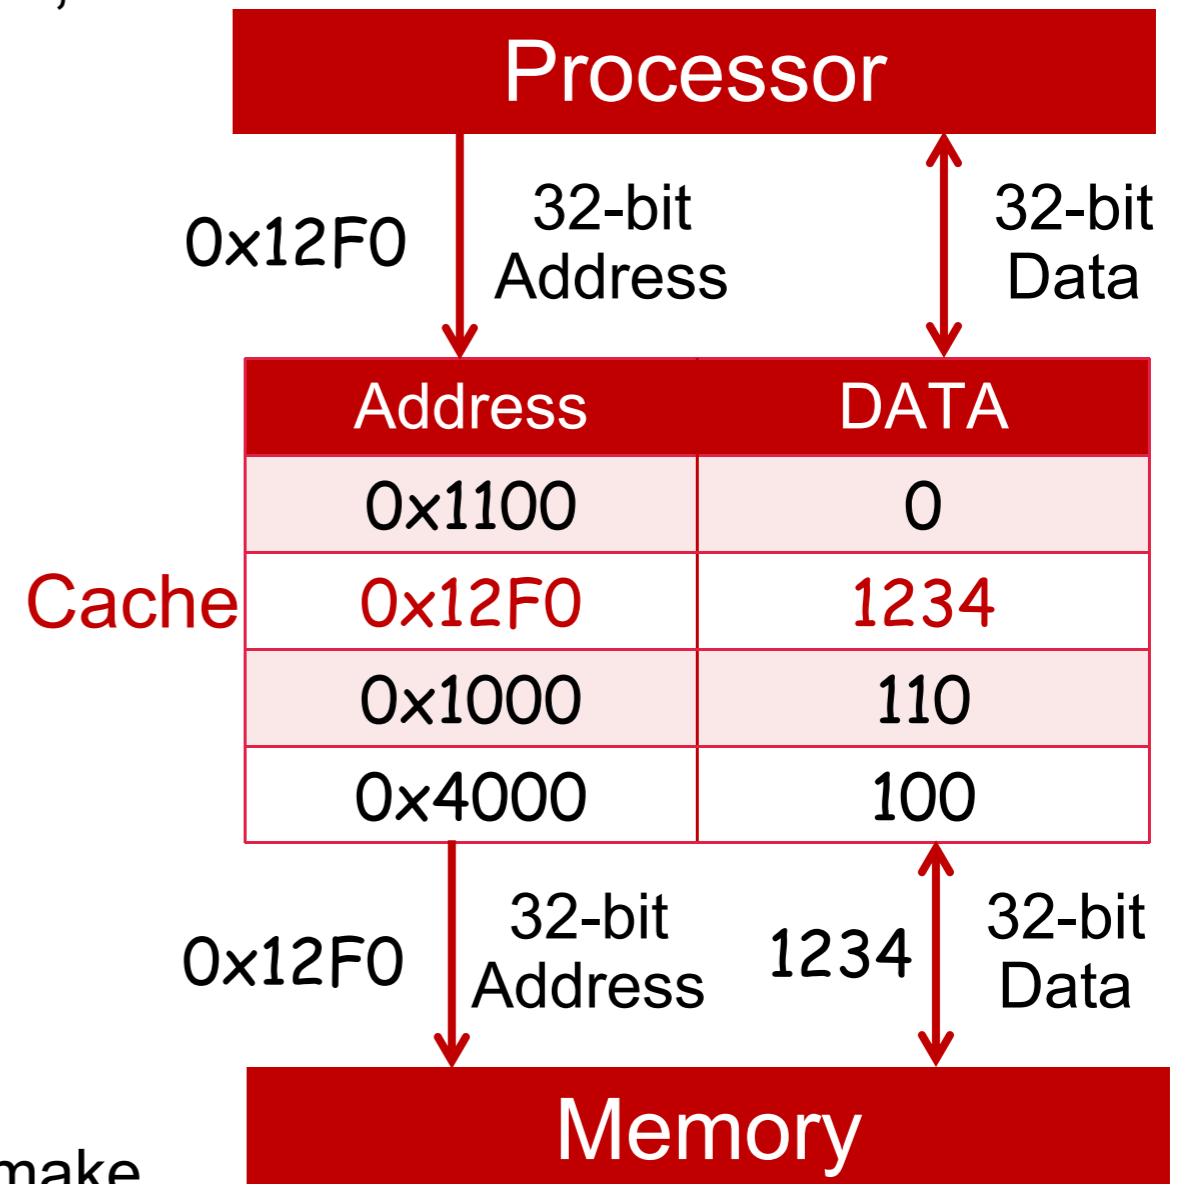 Processor
0x12F0
32-bit
Address
32-bit
Data
Address DATA
0x1100 0
Cache 0x12F0 1234
0x1000 110
0x4000 100
0x12F0
32-bit
Address
1234
32-bit
Data
Memory
make